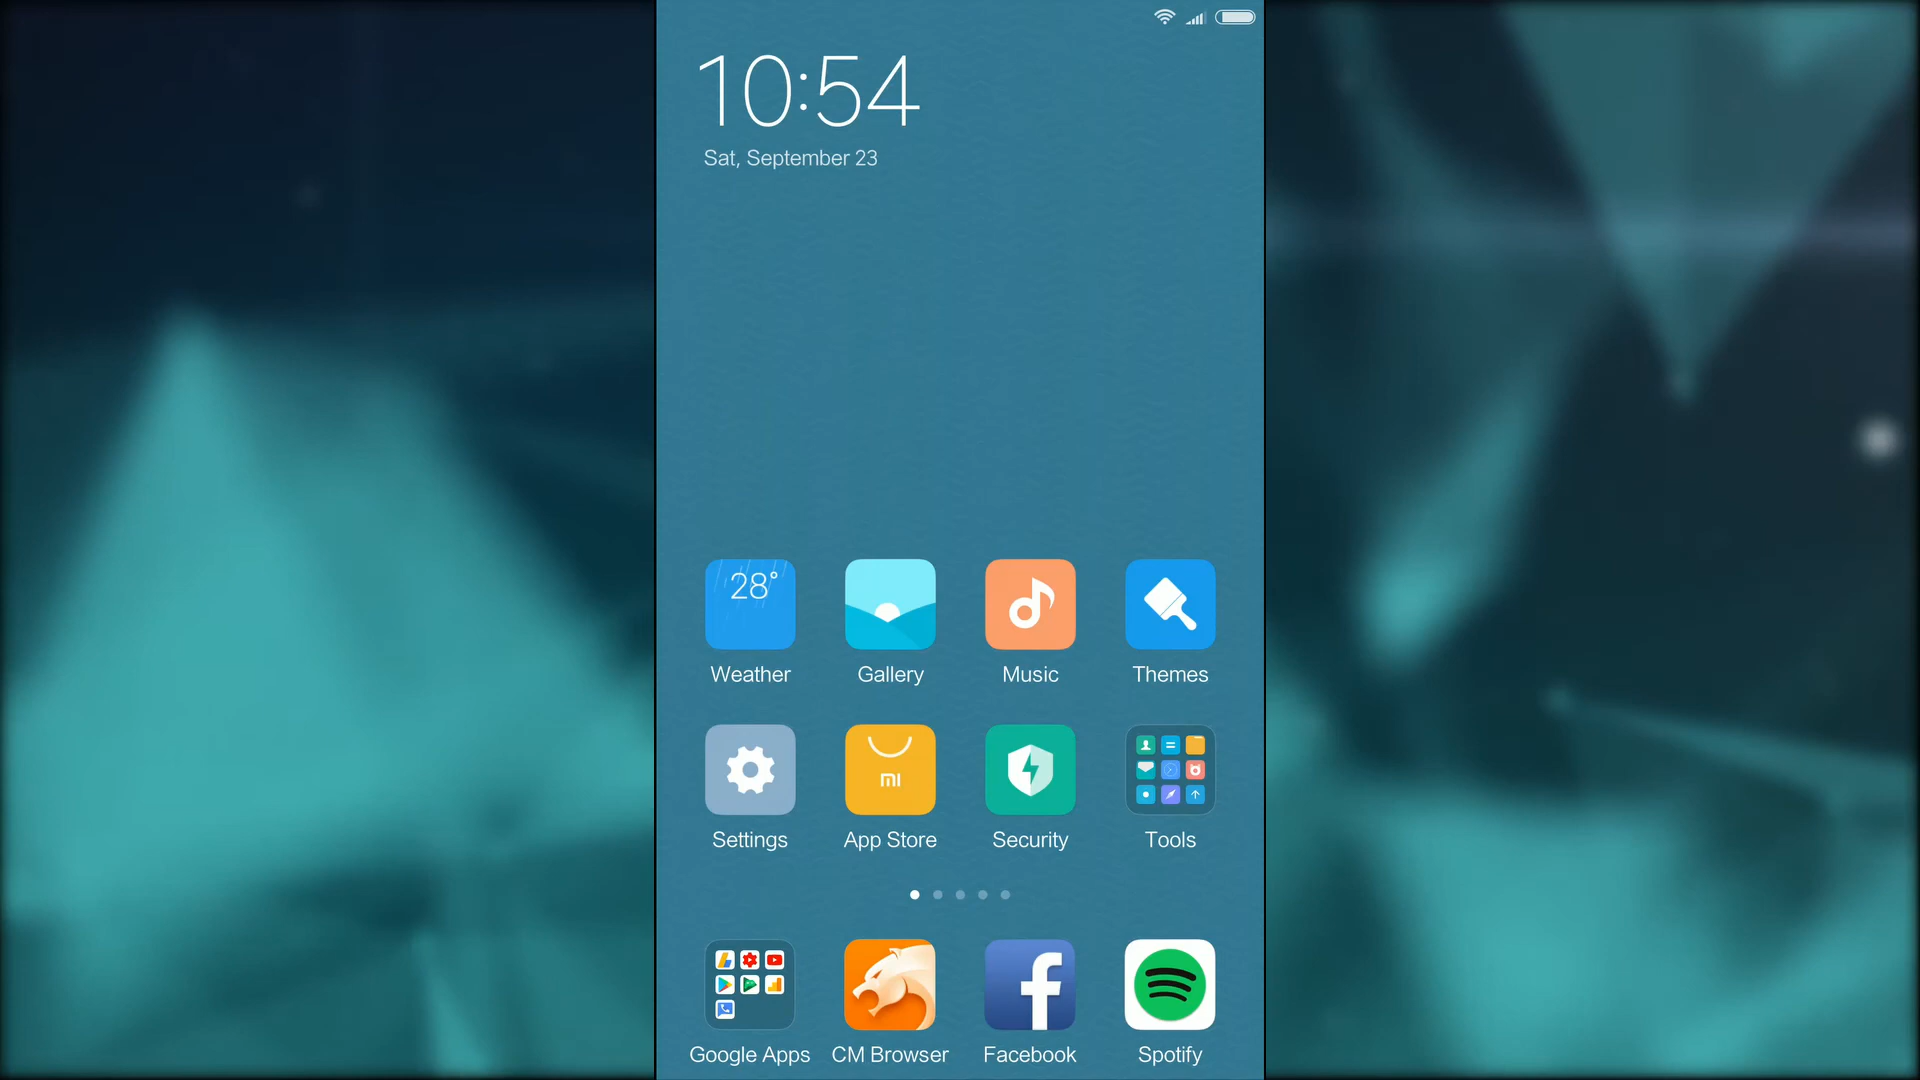 10:54
Sat, September 23
28°
Weather Gallery Music Themes
mi
Settings App Store Security Tools
Google Apps CM Browser Facebook Spotify